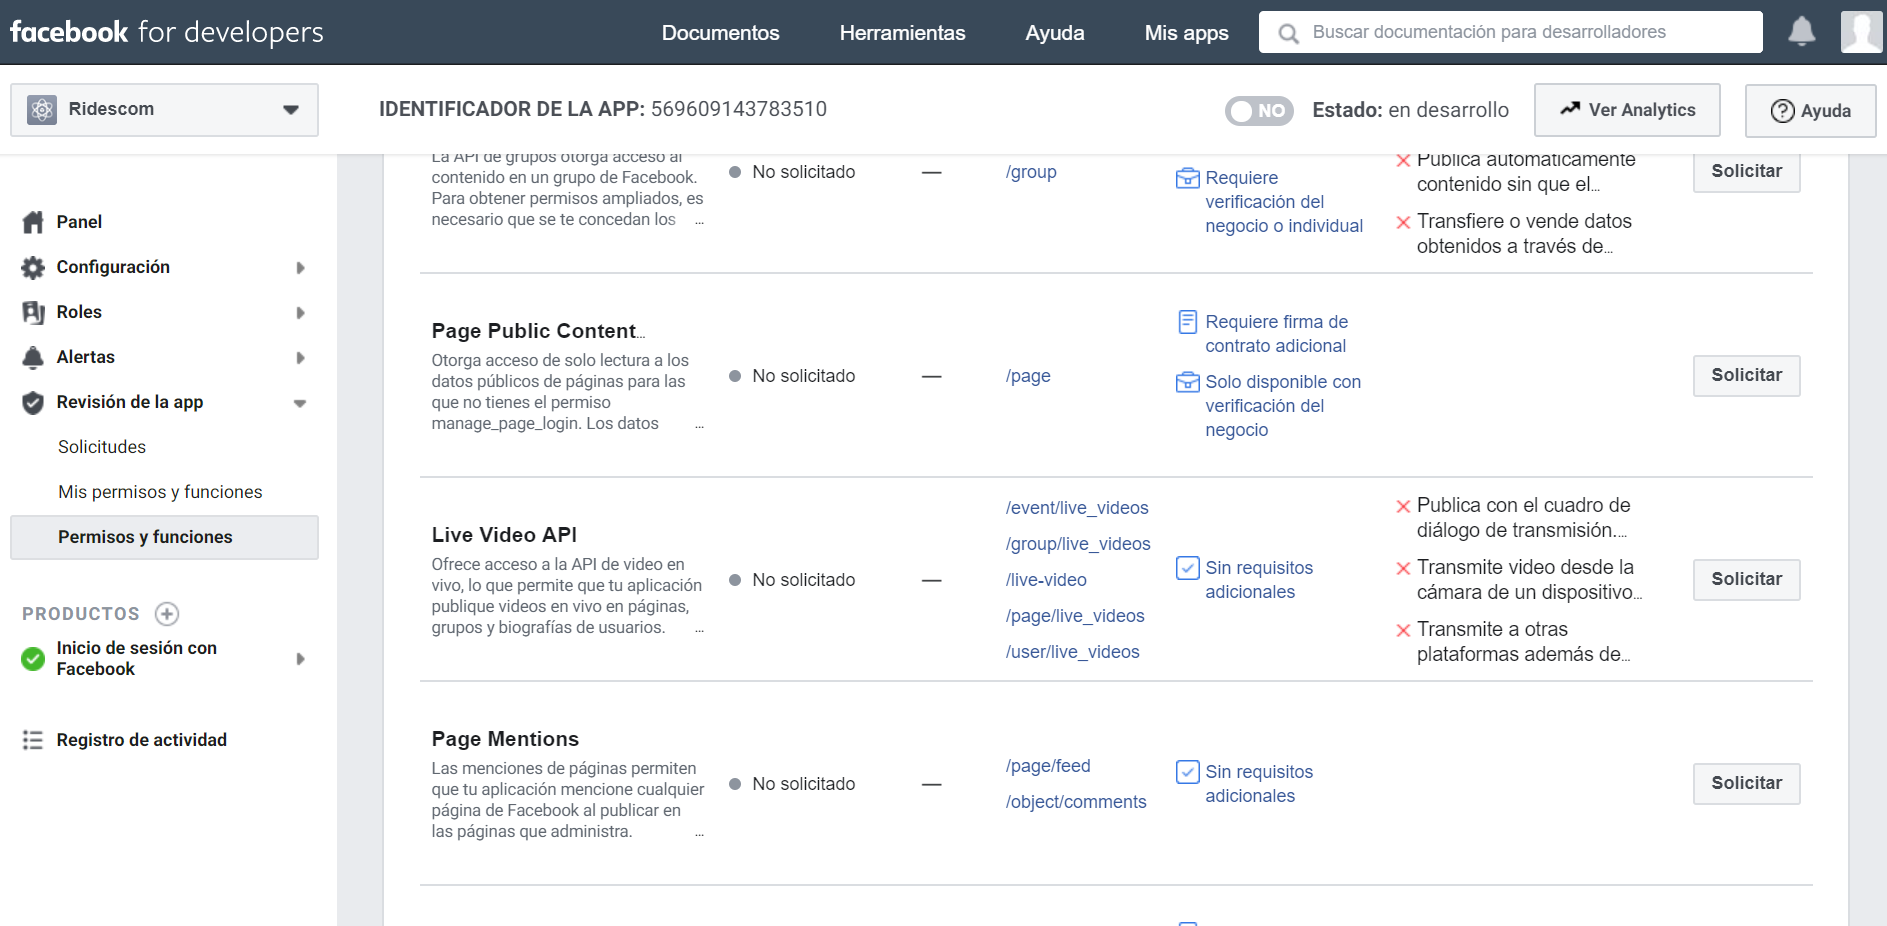 facebook for developers
Documentos
Herramientas
Ayuda
Mis apps
Buscar documentación para desarrolladores
Ridescom
IDENTIFICADOR DE LA APP: 569609143783510
NO
Estado: en desarrollo
Ver Analytics
Ayuda
Panel
Configuración
Roles
Alertas
Revisión de la app
Solicitudes
Mis permisos y funciones
Permisos y funciones
PRODUCTOS
Inicio de sesión con
Facebook
Registro de actividad
La API de grupos otorga acceso al
contenido en un grupo de Facebook.
Para obtener permisos ampliados, es
necesario que se te concedan los ...
No solicitado
—
/group
Requiere
verificación del
negocio o individual
Publica automáticamente
contenido sin que el...
Transfiere o vende datos
obtenidos a través de...
Solicitar
Page Public Content...
Otorga acceso de solo lectura a los
datos públicos de páginas para las
que no tienes el permiso
manage_page_login. Los datos ...
No solicitado
—
/page
Requiere firma de
contrato adicional
Solo disponible con
verificación del
negocio
Solicitar
Live Video API
Ofrece acceso a la API de video en
vivo, lo que permite que tu aplicación
publique videos en vivo en páginas,
grupos y biografías de usuarios. ...
No solicitado
—
/event/live_videos
/group/live_videos
/live-video
/page/live_videos
/user/live_videos
Sin requisitos
adicionales
Publica con el cuadro de
diálogo de transmisión....
Transmite video desde la
cámara de un dispositivo...
Transmite a otras
plataformas además de...
Solicitar
Page Mentions
Las menciones de páginas permiten
que tu aplicación mencione cualquier
página de Facebook al publicar en
las páginas que administra. ...
No solicitado
—
/page/feed
/object/comments
Sin requisitos
adicionales
Solicitar